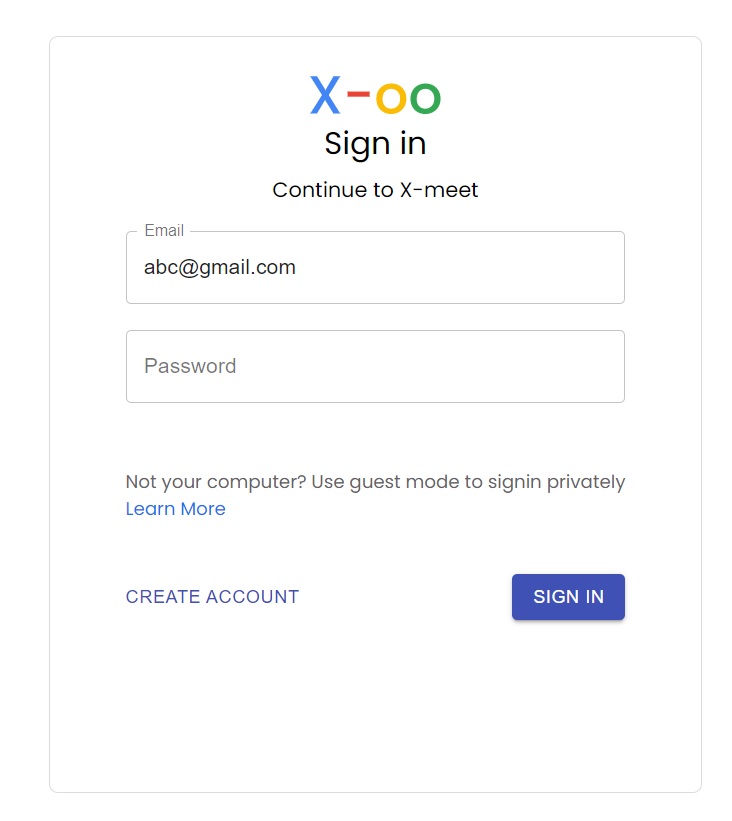 X-oo
Sign in
Continue to X-meet
Email
abc@gmail.com
Password
Not your computer? Use guest mode to signin privately
Learn More
CREATE ACCOUNT
SIGN IN